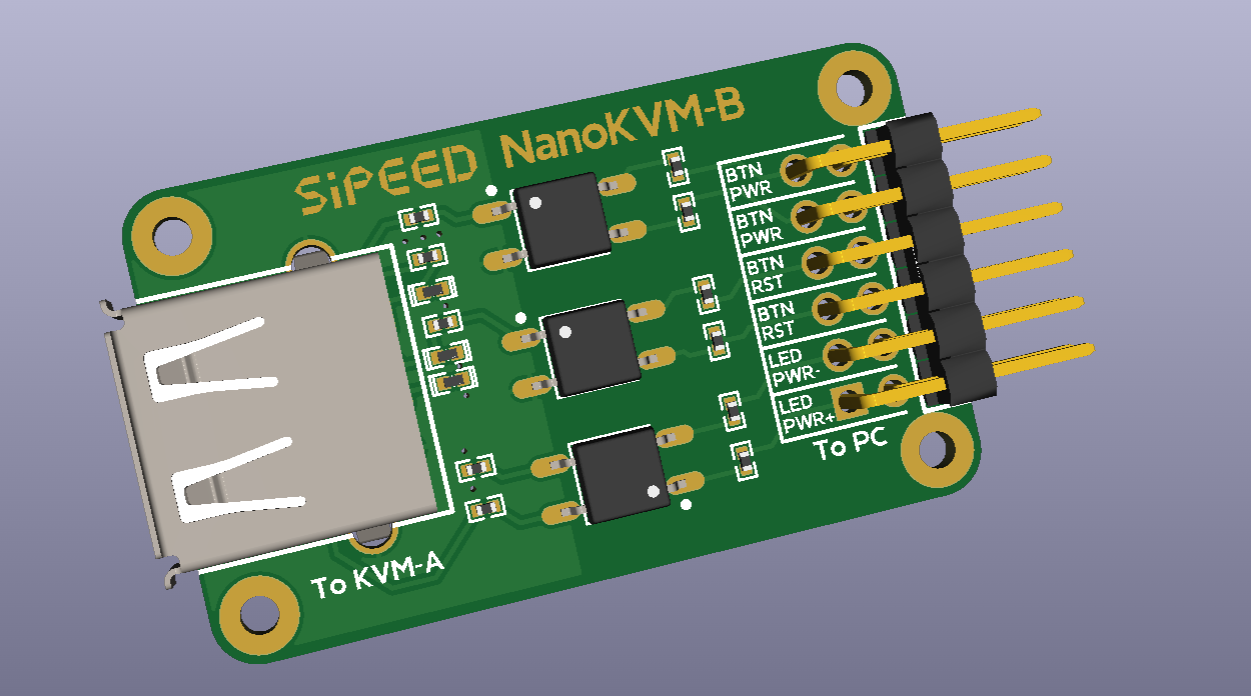 SiPEED
NanoKVM-B
BTN
PWR
BTN
PWR
BTN
RST
BTN
RST
LED
PWR-
LED
PWR+
To PC
To KVM-A